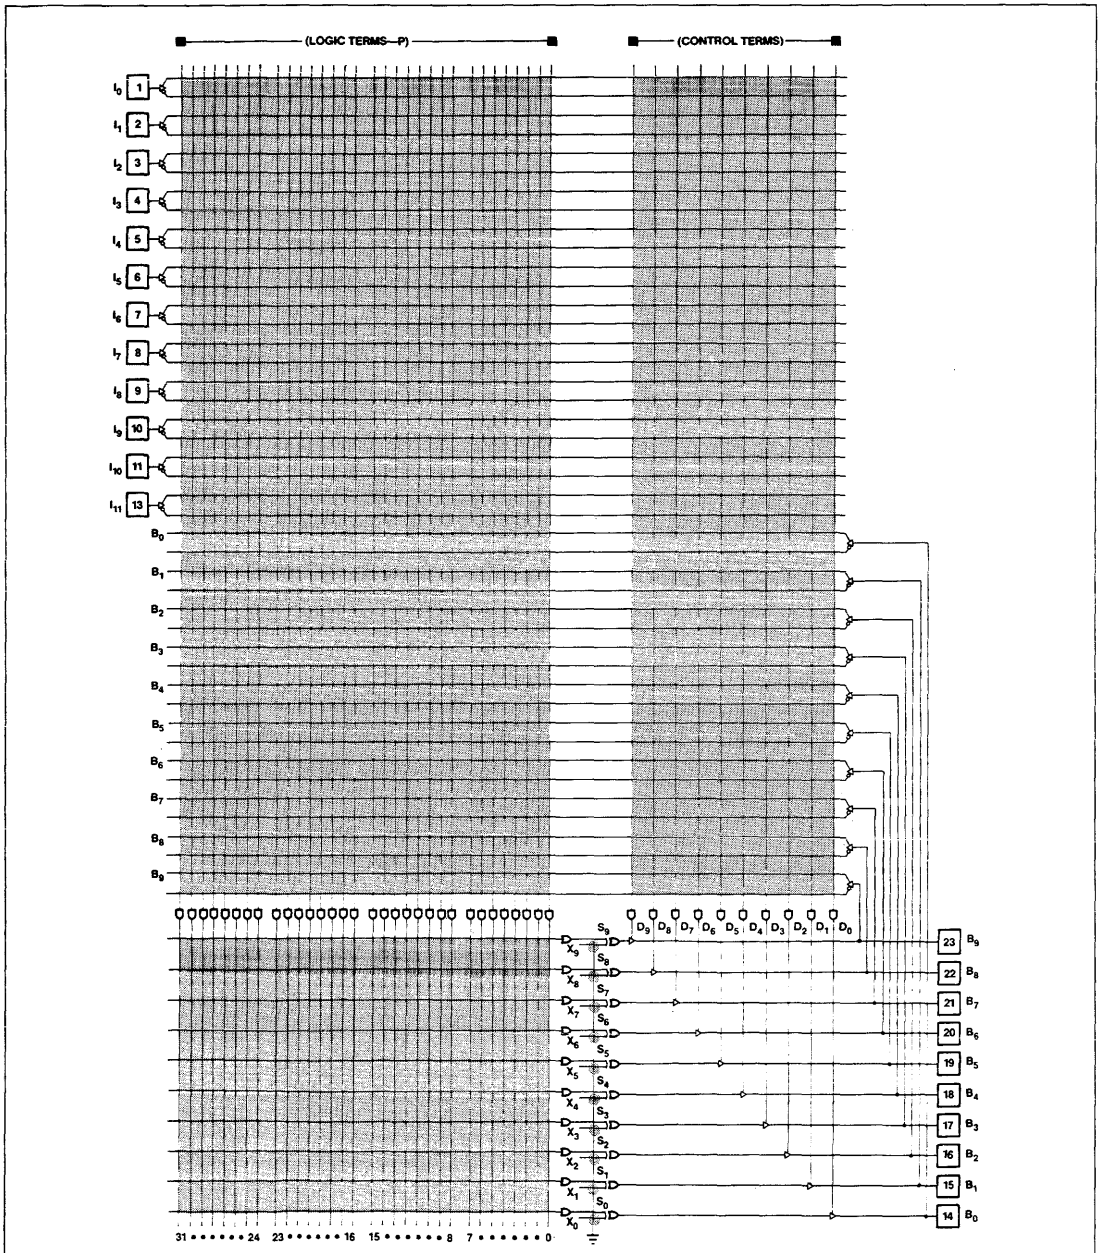 (LOGIC TERMS—P) (CONTROL TERMS)
I0 1
I1 2
I2 3
I3 4
I4 5
I5 6
I6 7
I7 8
I8 9
I9 10
I10 11
I11 13
B0
B1
B2
B3
B4
B5
B6
B7
B8
B9
S9 D9 D8 D7 D6 D5 D4 D3 D2 D1 D0
X9 23 B9
S8
X8 22 B8
S7
X7 21 B7
S6
X6 20 B6
S5
X5 19 B5
S4
X4 18 B4
S3
X3 17 B3
S2
X2 16 B2
S1
X1 15 B1
S0
X0 14 B0
31 24 23 16 15 8 7 0